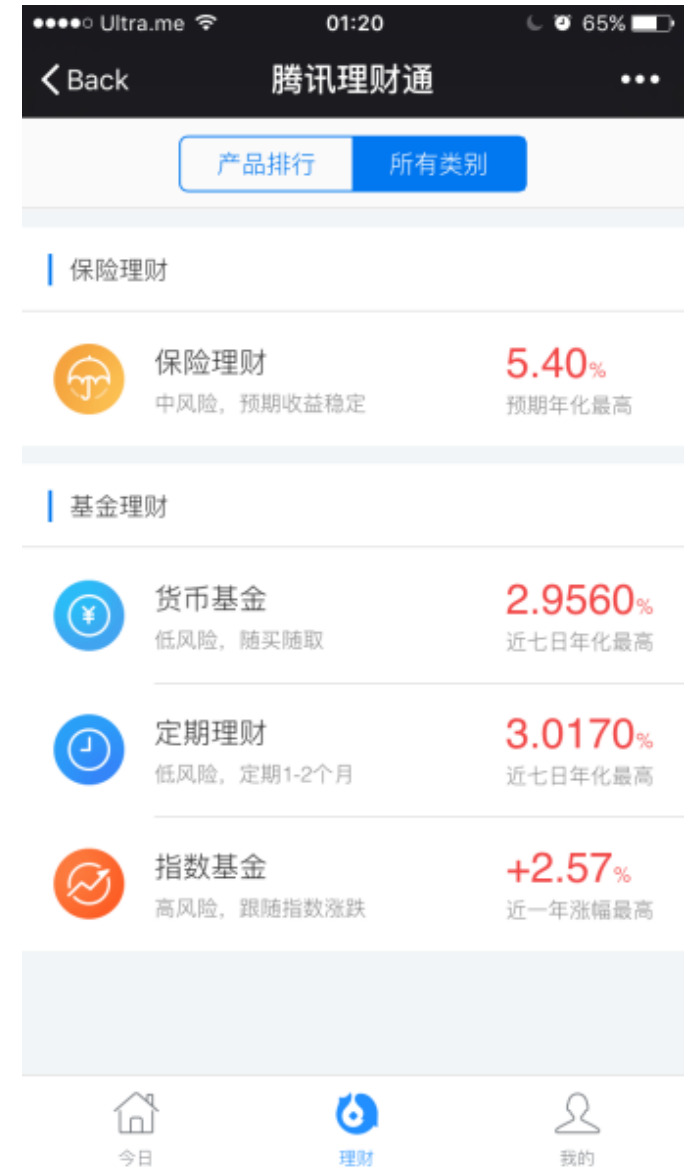 Ultra.me 01:20 65%
Back 腾讯理财通
产品排行 所有类别
保险理财
保险理财 5.40%
中风险，预期收益稳定 预期年化最高
基金理财
货币基金 2.9560%
低风险，随买随取 近七日年化最高
定期理财 3.0170%
低风险，定期1-2个月 近七日年化最高
指数基金 +2.57%
高风险，跟随指数涨跌 近一年涨幅最高
今日 理财 我的